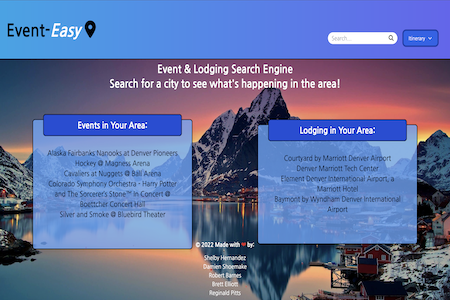 Event-Easy
Search...
Itinerary
Event & Lodging Search Engine
Search for a city to see what's happening in the area!
Events in Your Area:
Alaska Fairbanks Nanooks at Denver Pioneers
Hockey @ Magness Arena
Cavaliers at Nuggets @ Ball Arena
Colorado Symphony Orchestra - Harry Potter
and The Sorcerer's Stone™ in Concert @
Boettcher Concert Hall
Silver and Smoke @ Bluebird Theater
Lodging in Your Area:
Courtyard by Marriott Denver Airport
Denver Marriott Tech Center
Element Denver International Airport, a
Marriott Hotel
Baymont by Wyndham Denver International
Airport
© 2022 Made with ❤ by:
Shelby Hernandez
Damien Shoemake
Robert Barnes
Brett Elliott
Reginald Pitts